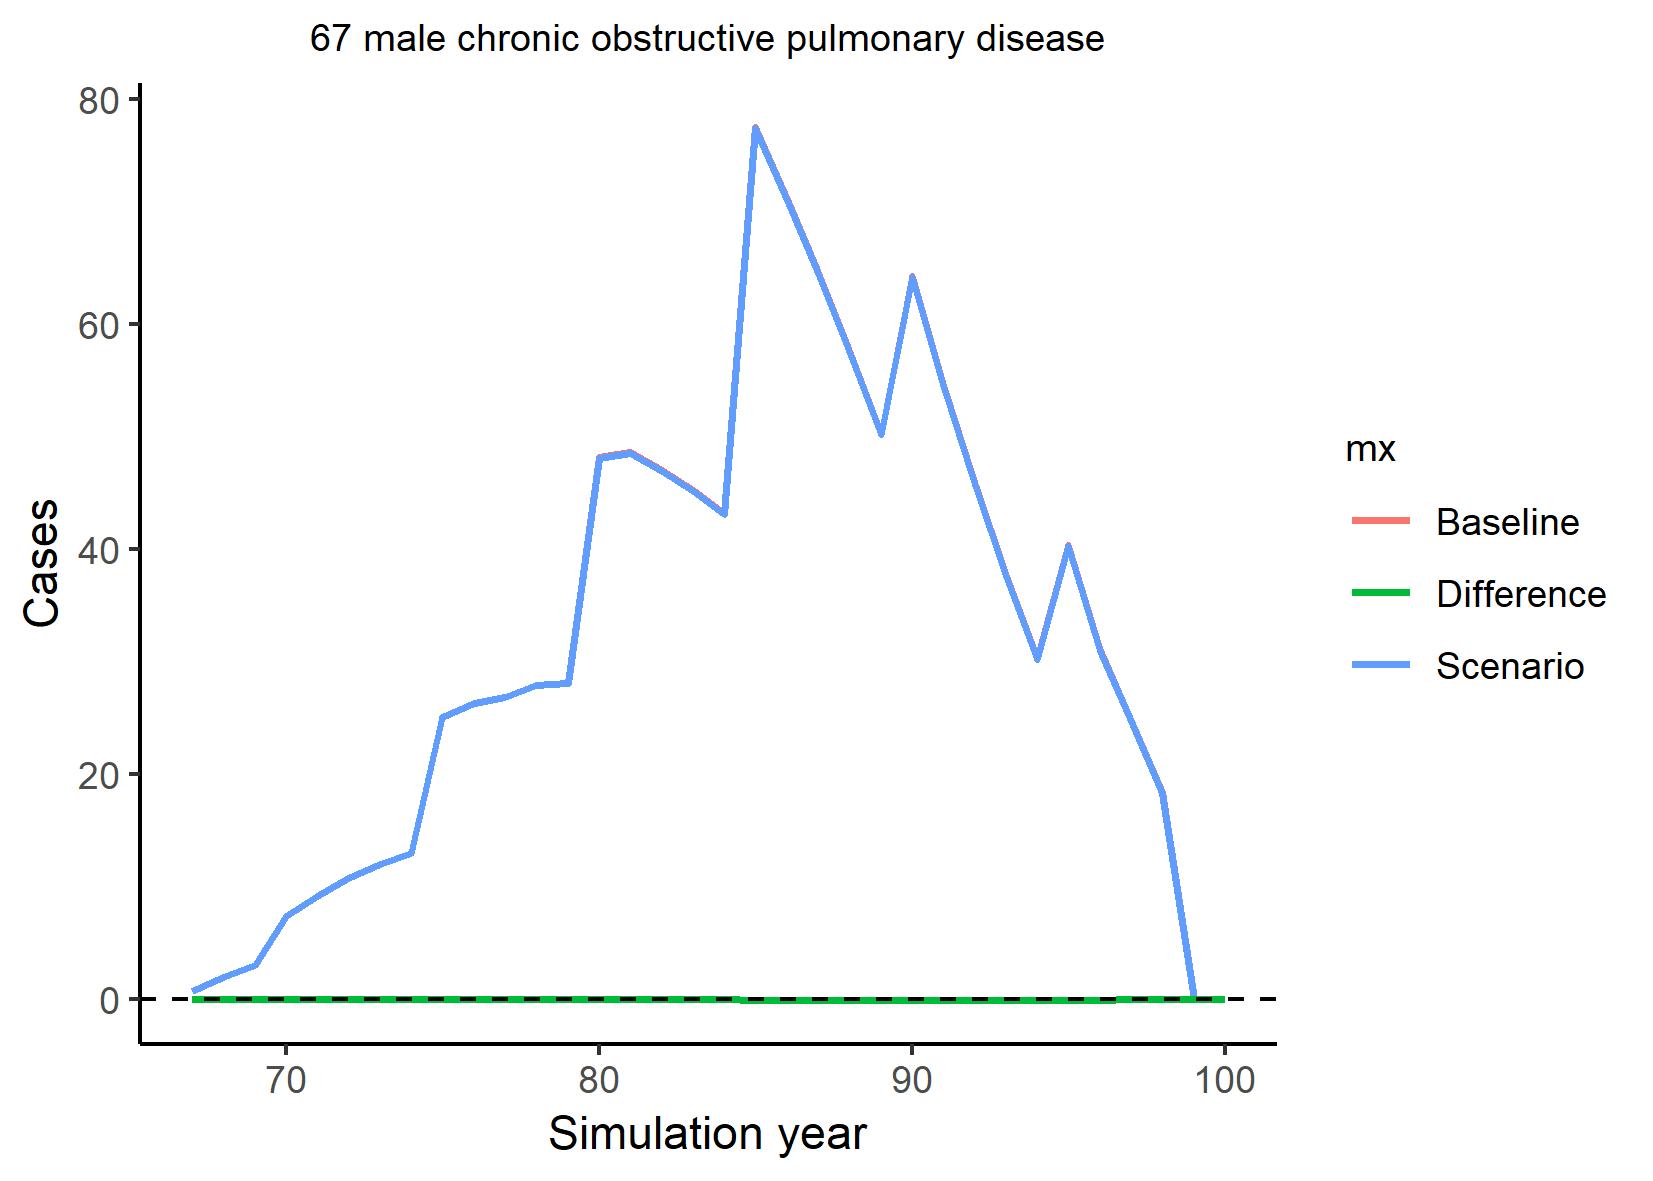 67 male chronic obstructive pulmonary disease
80
60
40
20
0
Cases
70 80 90 100
Simulation year
mx
Baseline
Difference
Scenario